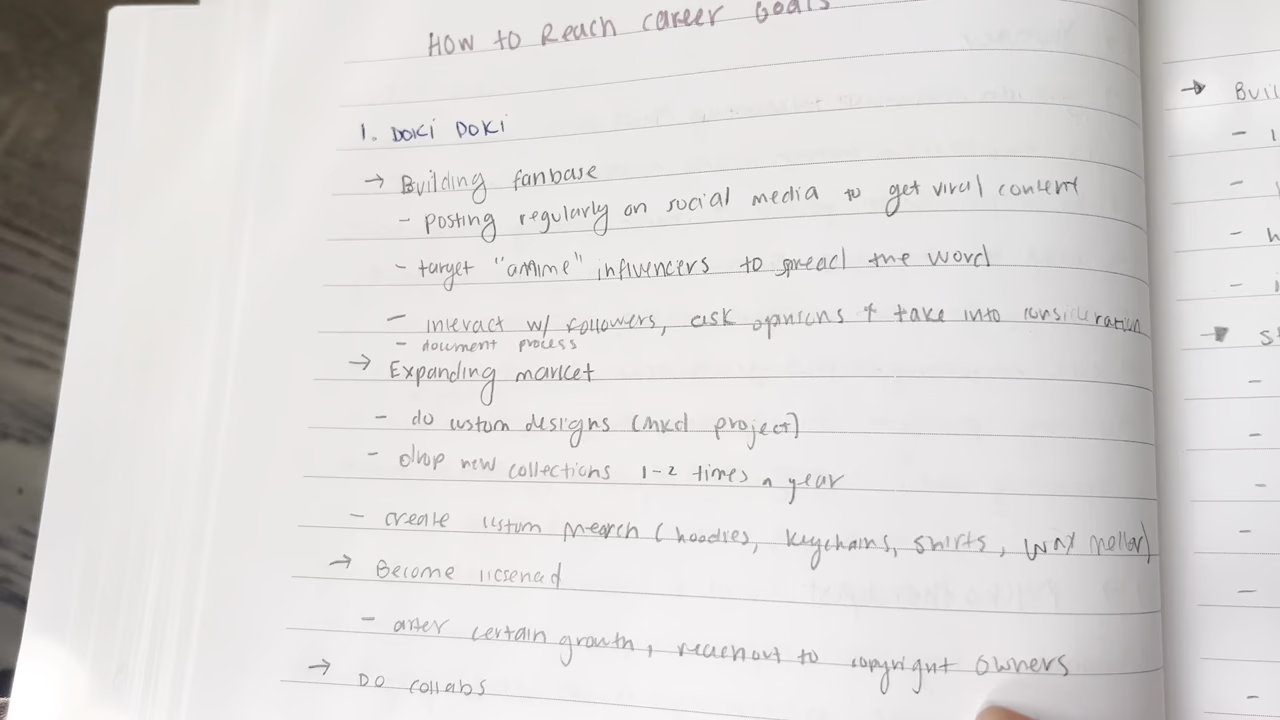 HOW to Reach career Goals
1. DOKI DOKI
→ Building fanbase
- posting regularly on social media to get viral content
- target "anime" influencers to spread the word
- interact w/ followers, ask opinions + take into consideration
- document process
→ Expanding market
- do custom designs (mkd project)
- drop new collections 1-2 times a year
- create custom merch (hoodies, keychains, shirts, wax
→ Become licsened
- after certain growth, reachout to copyright owners
→ DO collabs
→ Buil
→ S